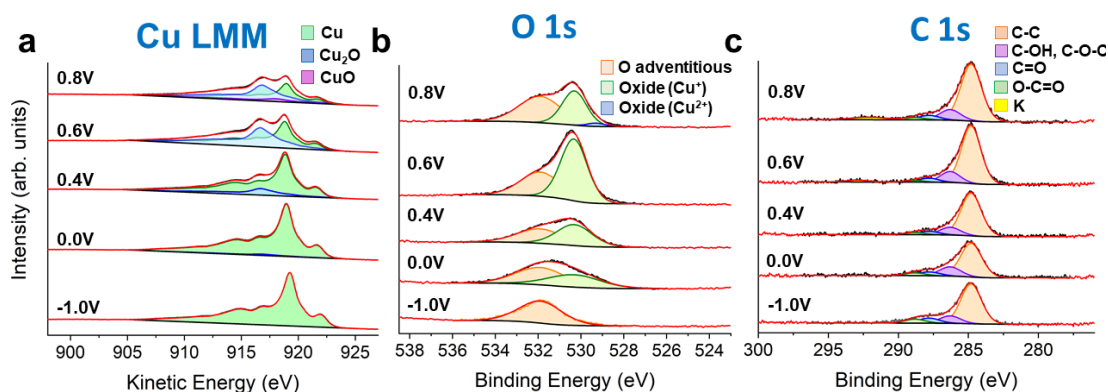 a
Cu LMM
Cu
Cu₂O
CuO
0.8V
0.6V
0.4V
0.0V
-1.0V
Intensity (arb. units)
900 905 910 915 920 925
Kinetic Energy (eV)
b
O 1s
O adventitious
Oxide (Cu⁺)
Oxide (Cu²⁺)
0.8V
0.6V
0.4V
0.0V
-1.0V
538 536 534 532 530 528 526 524
Binding Energy (eV)
c
C 1s
C-C
C-OH, C-O-C
C=O
O-C=O
K
0.8V
0.6V
0.4V
0.0V
-1.0V
300 295 290 285 280
Binding Energy (eV)